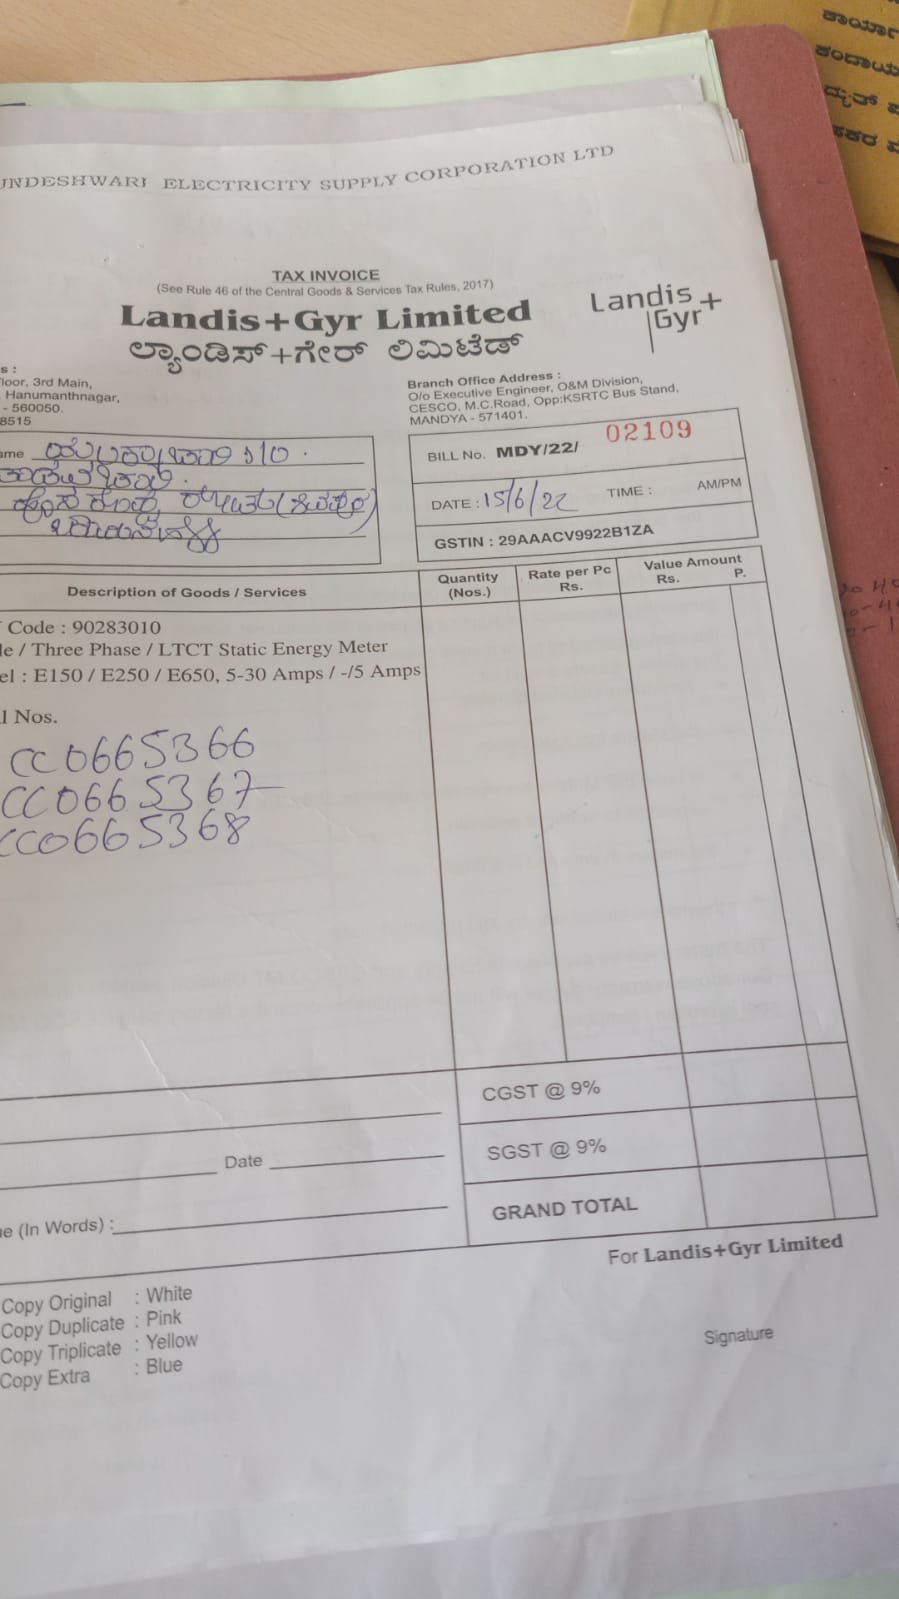 UNDESHWARI ELECTRICITY SUPPLY CORPORATION LTD
TAX INVOICE
(See Rule 46 of the Central Goods & Services Tax Rules, 2017)
Landis+Gyr Limited
ಲ್ಯಾಂಡಿಸ್+ಗೇರ್ ಲಿಮಿಟೆಡ್
Landis+
Gyr
s :
loor, 3rd Main,
Hanumanthnagar,
- 560050.
8515
Branch Office Address :
O/o Executive Engineer, O&M Division,
CESCO, M.C.Road, Opp:KSRTC Bus Stand,
MANDYA - 571401.
ame
BILL No. MDY/22/ 02109
DATE : 15/6/22 TIME : AM/PM
GSTIN : 29AAACV9922B1ZA
Description of Goods / Services
Quantity
(Nos.)
Rate per Pc
Rs.
Value Amount
Rs. P.
Code : 90283010
le / Three Phase / LTCT Static Energy Meter
el : E150 / E250 / E650, 5-30 Amps / -/5 Amps
l Nos.
CC0665366
CC0665367
CC0665368
CGST @ 9%
SGST @ 9%
GRAND TOTAL
Date
e (In Words) :
For Landis+Gyr Limited
Signature
Copy Original : White
Copy Duplicate : Pink
Copy Triplicate : Yellow
Copy Extra : Blue
ಕಾರ್ಯಾ
ಕಂದಾಯ